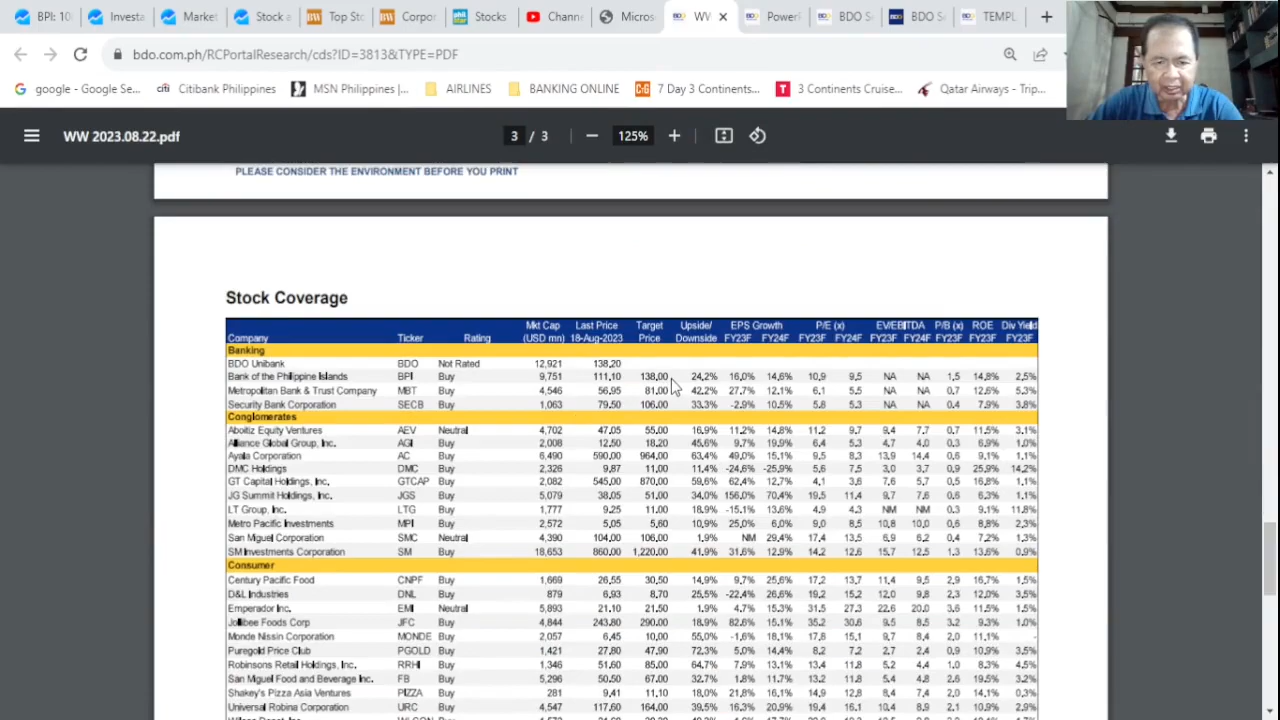 BPI: 10
Investa
Market
Stock a
Top Sto
Corpor
Stocks
Chann
Micros
WV
Powerl
BDO S
BDO S
TEMPL
bdo.com.ph/RCPortalResearch/cds?ID=3813&TYPE=PDF
google - Google Se...
Citibank Philippines
MSN Philippines |...
AIRLINES
BANKING ONLINE
7 Day 3 Continents...
3 Continents Cruise...
Qatar Airways - Trip...
WW 2023.08.22.pdf
3 / 3
125%
PLEASE CONSIDER THE ENVIRONMENT BEFORE YOU PRINT
Stock Coverage
Mkt Cap Last Price Target Upside/ EPS Growth P/E (x) EV/EBITDA P/B (x) ROE Div Yield
Company Ticker Rating (USD mn) 18-Aug-2023 Price Downside FY23F FY24F FY23F FY24F FY23F FY24F FY23F FY23F FY23F
Banking
BDO Unibank BDO Not Rated 12,921 138,20
Bank of the Philippine Islands BPI Buy 9,751 111,10 138,00 24,2% 16,0% 14,6% 10,9 9,5 NA NA 1,5 14,8% 2,5%
Metropolitan Bank & Trust Company MBT Buy 4,546 56,95 81,00 42,2% 27,7% 12,1% 6,1 5,5 NA NA 0,7 12,6% 5,3%
Security Bank Corporation SECB Buy 1,063 79,50 106,00 33,3% -2,9% 10,5% 5,8 5,3 NA NA 0,4 7,9% 3,8%
Conglomerates
Aboitiz Equity Ventures AEV Neutral 4,702 47,05 55,00 16,9% 11,2% 14,8% 11,2 9,7 9,4 7,7 0,7 11,5% 3,1%
Alliance Global Group, Inc. AGI Buy 2,008 12,50 18,20 45,6% 9,7% 19,9% 6,4 5,3 4,7 4,0 0,3 6,9% 1,0%
Ayala Corporation AC Buy 6,490 590,00 964,00 63,4% 49,0% 15,1% 9,5 8,3 13,9 14,4 0,6 9,1% 1,1%
DMC Holdings DMC Buy 2,326 9,87 11,00 11,4% -24,6% -25,9% 5,6 7,5 3,0 3,7 0,9 25,9% 14,2%
GT Capital Holdings, Inc. GTCAP Buy 2,082 545,00 870,00 59,6% 62,4% 12,7% 4,1 3,6 7,6 5,7 0,5 16,8% 1,1%
JG Summit Holdings, Inc. JGS Buy 5,079 38,05 51,00 34,0% 156,0% 70,4% 19,5 11,4 9,7 7,6 0,6 6,3% 1,1%
LT Group, Inc. LTG Buy 1,777 9,25 11,00 18,9% -15,1% 13,6% 4,9 4,3 NM NM 0,3 9,1% 11,8%
Metro Pacific Investments MPI Buy 2,572 5,05 5,60 10,9% 25,0% 6,0% 9,0 8,5 10,8 10,0 0,6 8,8% 2,3%
San Miguel Corporation SMC Neutral 4,390 104,00 106,00 1,9% NM 29,4% 17,4 13,5 6,9 6,2 0,4 7,2% 1,3%
SM Investments Corporation SM Buy 18,653 860,00 1,220,00 41,9% 31,6% 12,9% 14,2 12,6 15,7 12,5 1,3 13,6% 0,9%
Consumer
Century Pacific Food CNPF Buy 1,669 26,55 30,50 14,9% 9,7% 25,6% 17,2 13,7 11,4 9,5 2,9 16,7% 1,5%
D&L Industries DNL Buy 879 6,93 8,70 25,5% -22,4% 26,6% 19,2 15,2 12,0 9,8 2,3 12,0% 3,5%
Emperador Inc. EMI Neutral 5,893 21,10 21,50 1,9% 4,7% 15,3% 31,5 27,3 22,6 20,0 3,6 11,5% 1,5%
Jollibee Foods Corp JFC Buy 4,844 243,80 290,00 18,9% 82,6% 15,1% 35,2 30,6 9,5 8,5 3,2 9,3% 1,0%
Monde Nissin Corporation MONDE Buy 2,057 6,45 10,00 55,0% -1,6% 18,1% 17,8 15,1 9,7 8,4 2,0 11,1% -
Puregold Price Club PGOLD Buy 1,421 27,80 47,90 72,3% 5,0% 14,4% 8,2 7,2 2,7 2,4 0,9 10,9% 3,5%
Robinsons Retail Holdings, Inc. RRHI Buy 1,346 51,60 85,00 64,7% 7,9% 13,1% 13,4 11,8 5,2 4,4 1,0 8,3% 4,5%
San Miguel Food and Beverage Inc. FB Buy 5,296 50,50 67,00 32,7% 1,8% 11,7% 13,2 11,8 5,4 4,8 2,6 19,5% 3,2%
Shakey's Pizza Asia Ventures PIZZA Buy 281 9,41 11,10 18,0% 21,8% 16,1% 14,9 12,8 8,4 7,4 2,0 14,1% 0,3%
Universal Robina Corporation URC Buy 4,547 117,60 164,00 39,5% 16,3% 20,9% 19,4 16,1 10,4 8,9 2,1 10,9% 2,9%